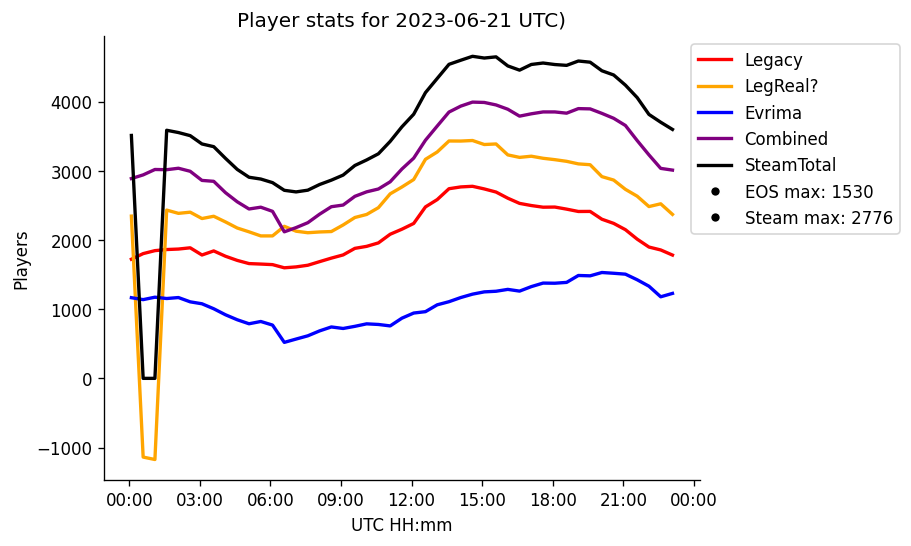 Player stats for 2023-06-21 UTC)
Legacy
LegReal?
Evrima
Combined
SteamTotal
EOS max: 1530
Steam max: 2776
Players
4000
3000
2000
1000
0
−1000
00:00 03:00 06:00 09:00 12:00 15:00 18:00 21:00 00:00
UTC HH:mm